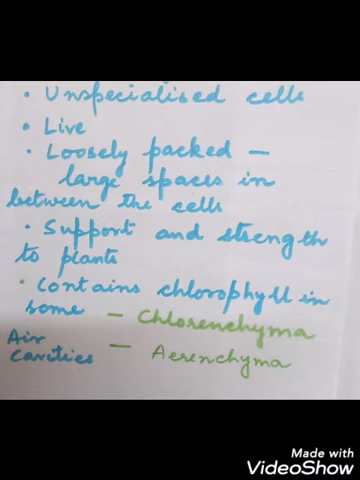 • Unspecialised cells
• Live
• Loosely packed —
large spaces in
between the cells
• Support and strength
to plants
• Contains chlorophyll in
some — Chlorenchyma
Air
cavities — Aerenchyma
Made with
VideoShow